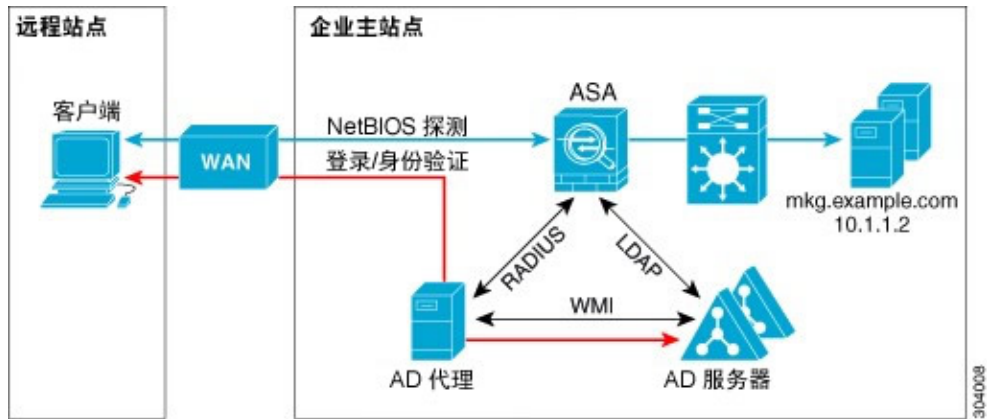 远程站点
企业主站点
客户端
WAN
NetBIOS 探测
登录/身份验证
ASA
mkg.example.com
10.1.1.2
RADIUS
LDAP
WMI
AD 代理
AD 服务器
304008